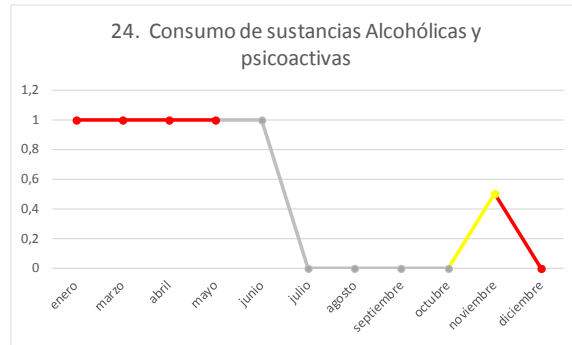 24. Consumo de sustancias Alcohólicas y
psicoactivas
1,2
1
0,8
0,6
0,4
0,2
0
enero
marzo
abril
mayo
junio
julio
agosto
septiembre
octubre
noviembre
diciembre